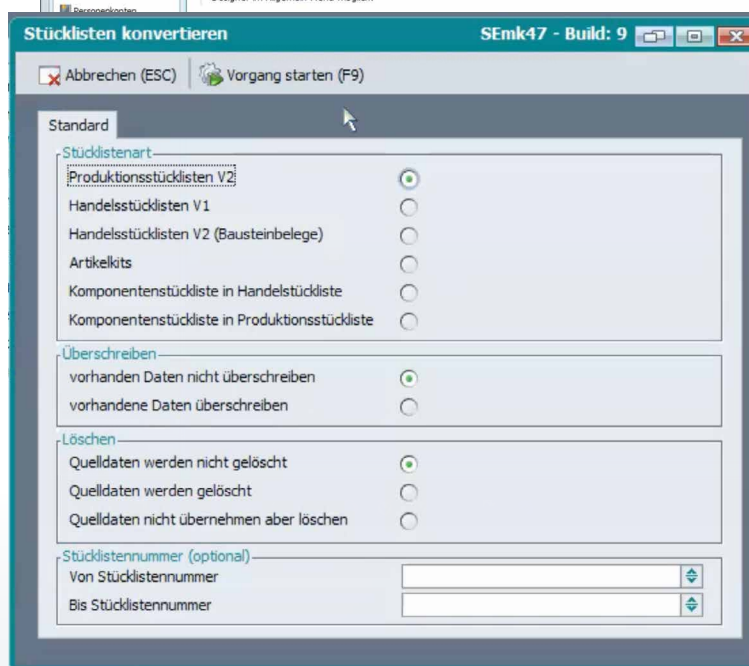 Personenkonten
Stücklisten konvertieren
SEmk47 - Build: 9
Abbrechen (ESC)
Vorgang starten (F9)
Standard
Stücklistenart
Produktionsstücklisten V2
Handelsstücklisten V1
Handelsstücklisten V2 (Bausteinbelege)
Artikelkits
Komponentenstückliste in Handelstückliste
Komponentenstückliste in Produktionsstückliste
Überschreiben
vorhanden Daten nicht überschreiben
vorhandene Daten überschreiben
Löschen
Quelldaten werden nicht gelöscht
Quelldaten werden gelöscht
Quelldaten nicht übernehmen aber löschen
Stücklistennummer (optional)
Von Stücklistennummer
Bis Stücklistennummer